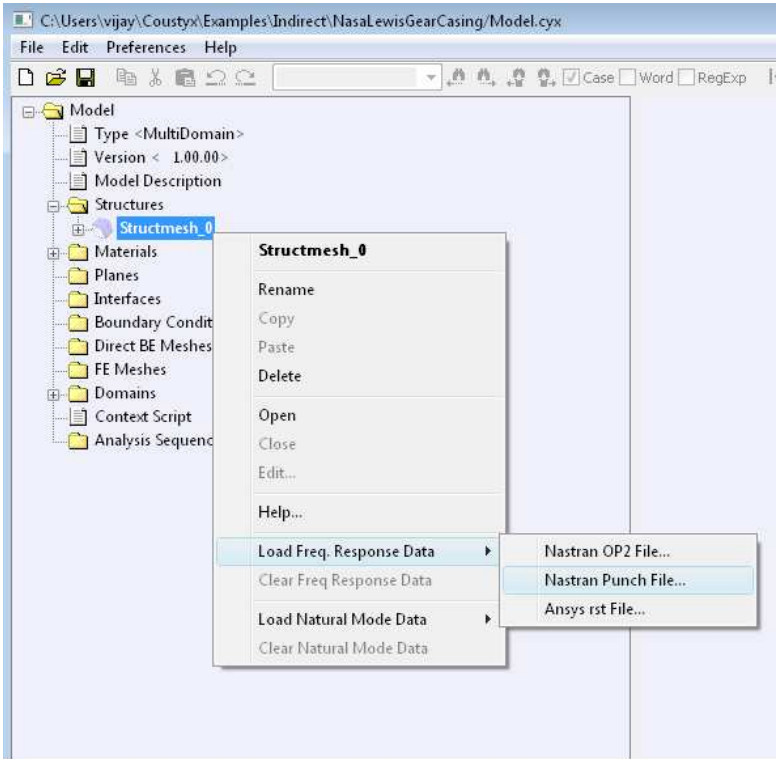 C:\Users\vijay\Coustyx\Examples\Indirect\NasaLewisGearCasing/Model.cyx
File Edit Preferences Help
Case Word RegExp
Model
Type <MultiDomain>
Version < 1.00.00>
Model Description
Structures
Structmesh_0
Materials
Planes
Interfaces
Boundary Condit
Direct BE Meshes
FE Meshes
Domains
Context Script
Analysis Sequenc
Structmesh_0
Rename
Copy
Paste
Delete
Open
Close
Edit...
Help...
Load Freq. Response Data
Clear Freq Response Data
Load Natural Mode Data
Clear Natural Mode Data
Nastran OP2 File...
Nastran Punch File...
Ansys rst File...